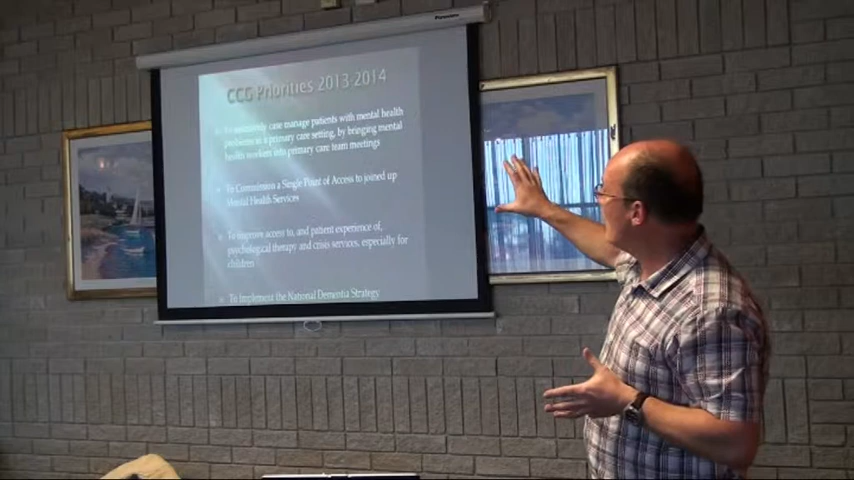 CCG Priorities 2013-2014
To proactively case manage patients with mental health
problems in a primary care setting, by bringing mental
health workers into primary care team meetings
To Commission a Single Point of Access to joined up
Mental Health Services
To improve access to, and patient experience of,
psychological therapy and crisis services, especially for
children
To Implement the National Dementia Strategy